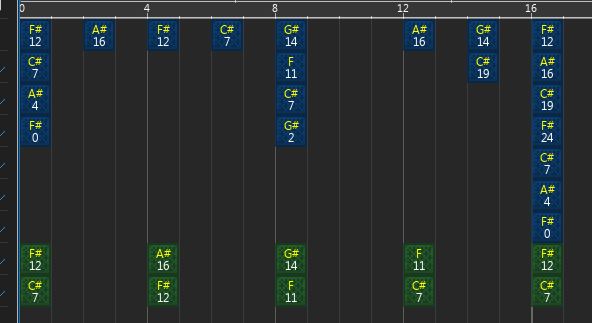 0 4 8 12 16
F# A# F# C# G# A# G# F#
12 16 12 7 14 16 14 12
C# F C# A#
7 11 19 16
A# C# C#
4 7 19
F# G# F#
0 2 24
C#
7
A#
4
F#
0
F# A# G# F F#
12 16 14 11 12
C# F# F C# C#
7 12 11 7 7